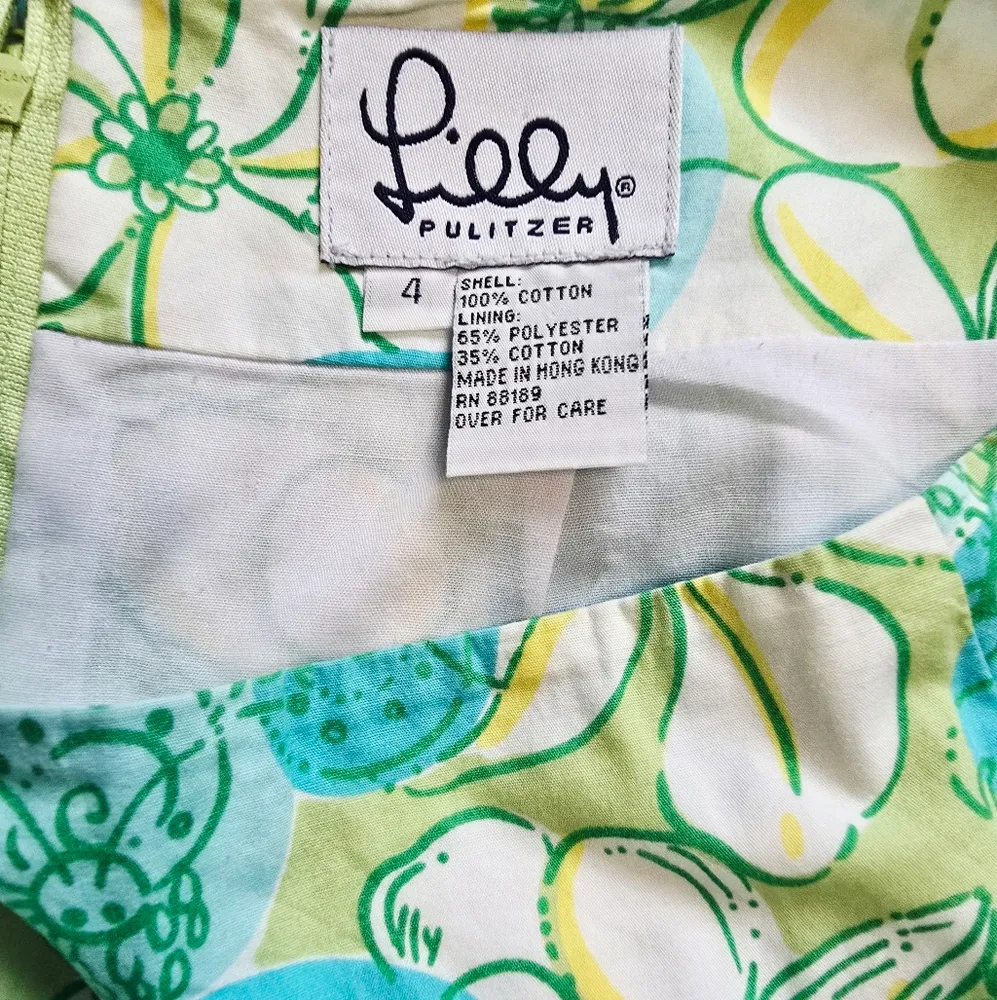 Lilly®
PULITZER
4
SHELL:
100% COTTON
LINING:
65% POLYESTER
35% COTTON
MADE IN HONG KONG
RN 88189
OVER FOR CARE